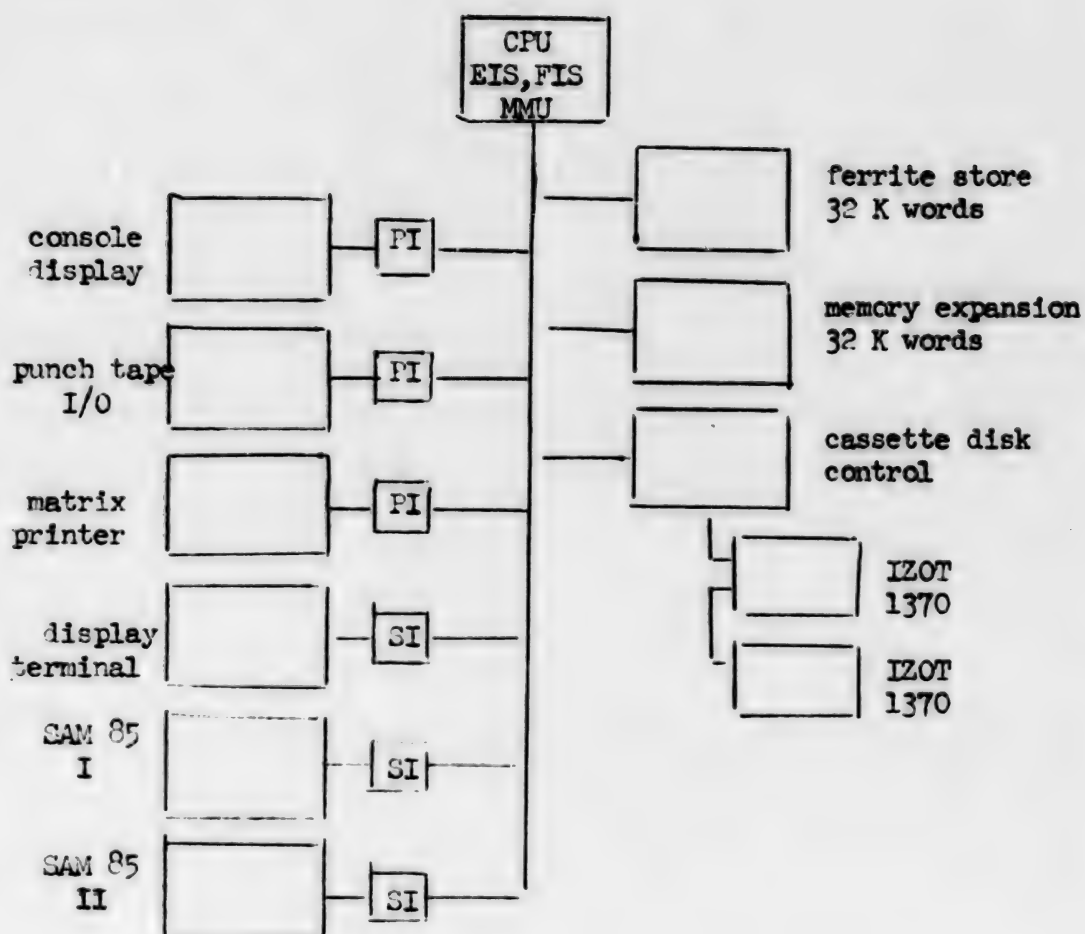 CPU
EIS,FIS
MMU
ferrite store
32 K words
console
display
PI
memory expansion
32 K words
punch tape
I/O
PI
cassette disk
control
matrix
printer
PI
IZOT
1370
display
terminal
SI
IZOT
1370
SAM 85
I
SI
SAM 85
II
SI